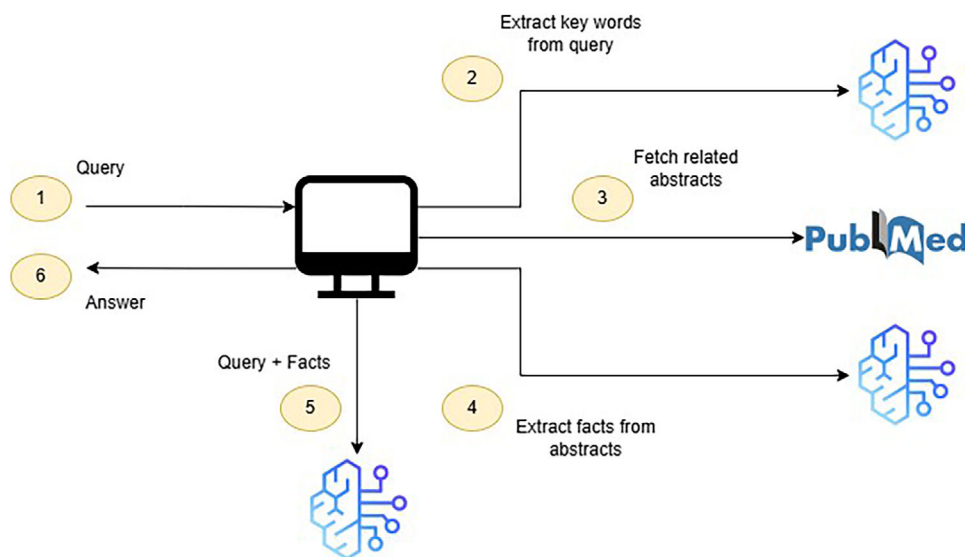 Extract key words
from query
2
Query
1
Fetch related
abstracts
3
PubMed
6
Answer
Query + Facts
5
4
Extract facts from
abstracts